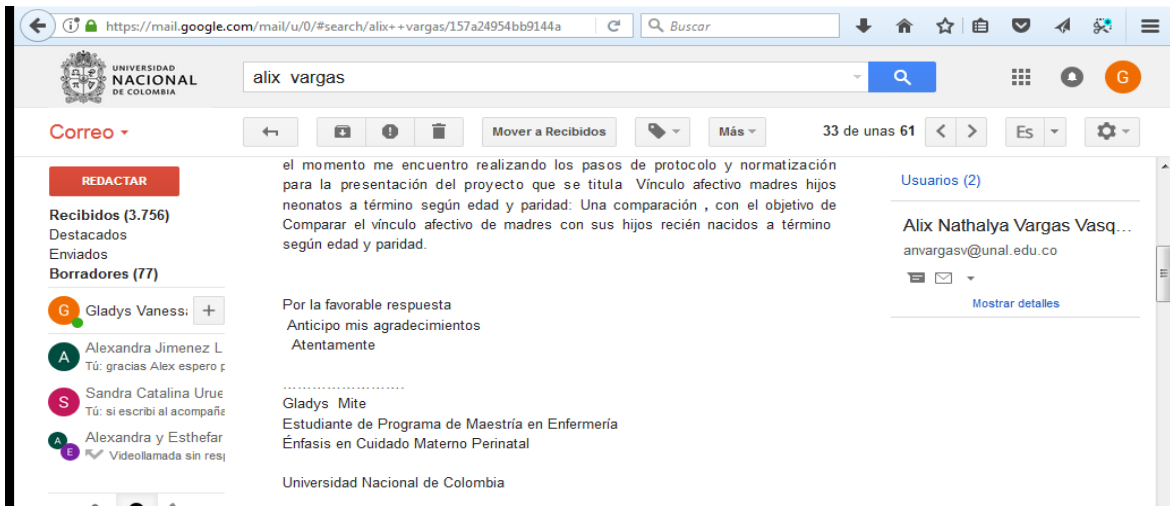 https://mail.google.com/mail/u/0/#search/alix++vargas/157a24954bb9144a
Buscar
UNIVERSIDAD
NACIONAL
DE COLOMBIA
alix vargas
G
Correo
Mover a Recibidos
Más
33 de unas 61
Es
REDACTAR
Recibidos (3.756)
Destacados
Enviados
Borradores (77)
G Gladys Vaness
A Alexandra Jimenez L
Tú: gracias Alex espero
S Sandra Catalina
Tú: si escribi al
A E Alexandra y
Videollamada sin
el momento me encuentro realizando los pasos de protocolo y normatización
para la presentación del proyecto que se titula Vínculo afectivo madres hijos
neonatos a término según edad y paridad: Una comparación , con el objetivo de
Comparar el vínculo afectivo de madres con sus hijos recién nacidos a término
según edad y paridad.
Por la favorable respuesta
Anticipo mis agradecimientos
Atentamente
……………………..
Gladys Mite
Estudiante de Programa de Maestría en Enfermería
Énfasis en Cuidado Materno Perinatal
Universidad Nacional de Colombia
Usuarios (2)
Alix Nathalya Vargas Vasq...
anvargasv@unal.edu.co
Mostrar detalles